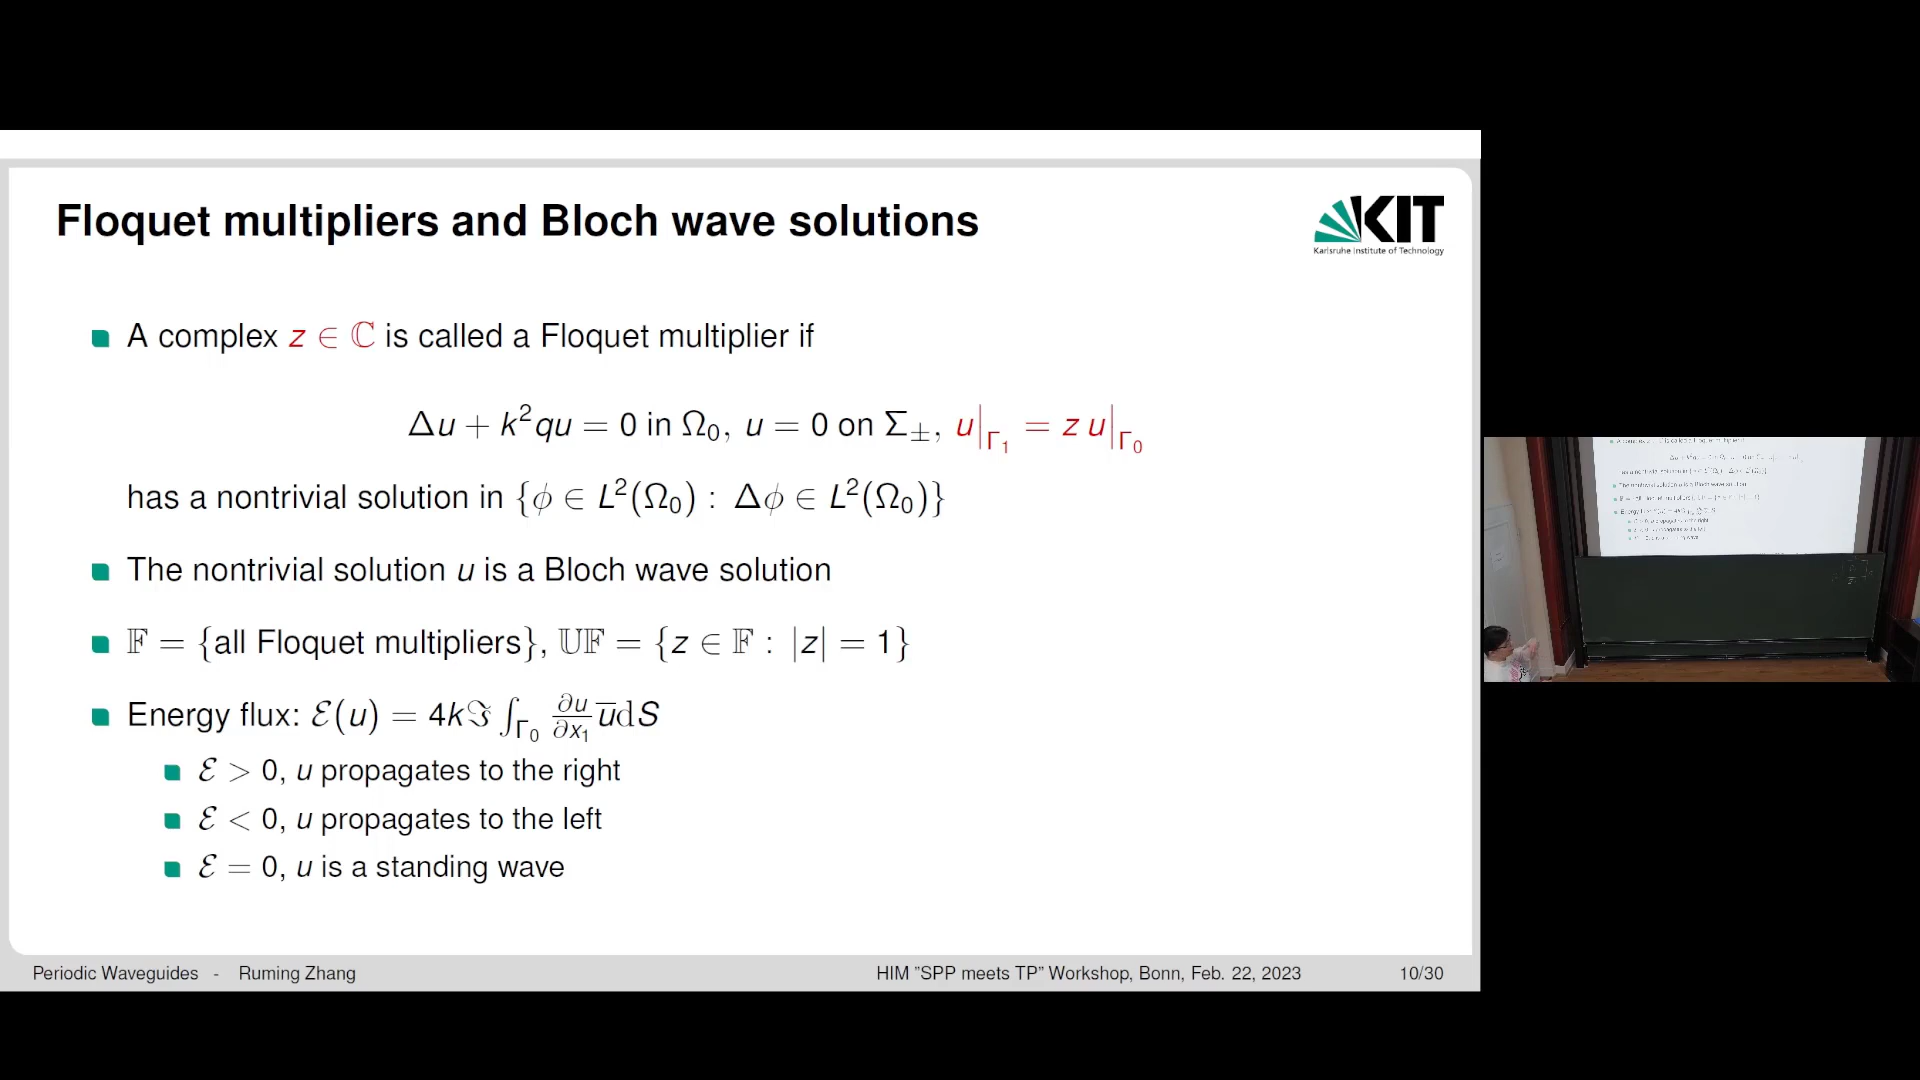 Floquet multipliers and Bloch wave solutions
KIT
Karlsruhe Institute of Technology
A complex z ∈ ℂ is called a Floquet multiplier if
Δu + k²qu = 0 in Ω₀, u = 0 on Σ±, u|Γ₁ = z u|Γ₀
has a nontrivial solution in {ϕ ∈ L²(Ω₀) : Δϕ ∈ L²(Ω₀)}
The nontrivial solution u is a Bloch wave solution
𝔽 = {all Floquet multipliers}, 𝕌𝔽 = {z ∈ 𝔽 : |z| = 1}
Energy flux: ℰ(u) = 4kℑ ∫Γ₀ ∂u/∂x₁ u̅dS
ℰ > 0, u propagates to the right
ℰ < 0, u propagates to the left
ℰ = 0, u is a standing wave
Periodic Waveguides - Ruming Zhang
HIM ”SPP meets TP” Workshop, Bonn, Feb. 22, 2023
10/30